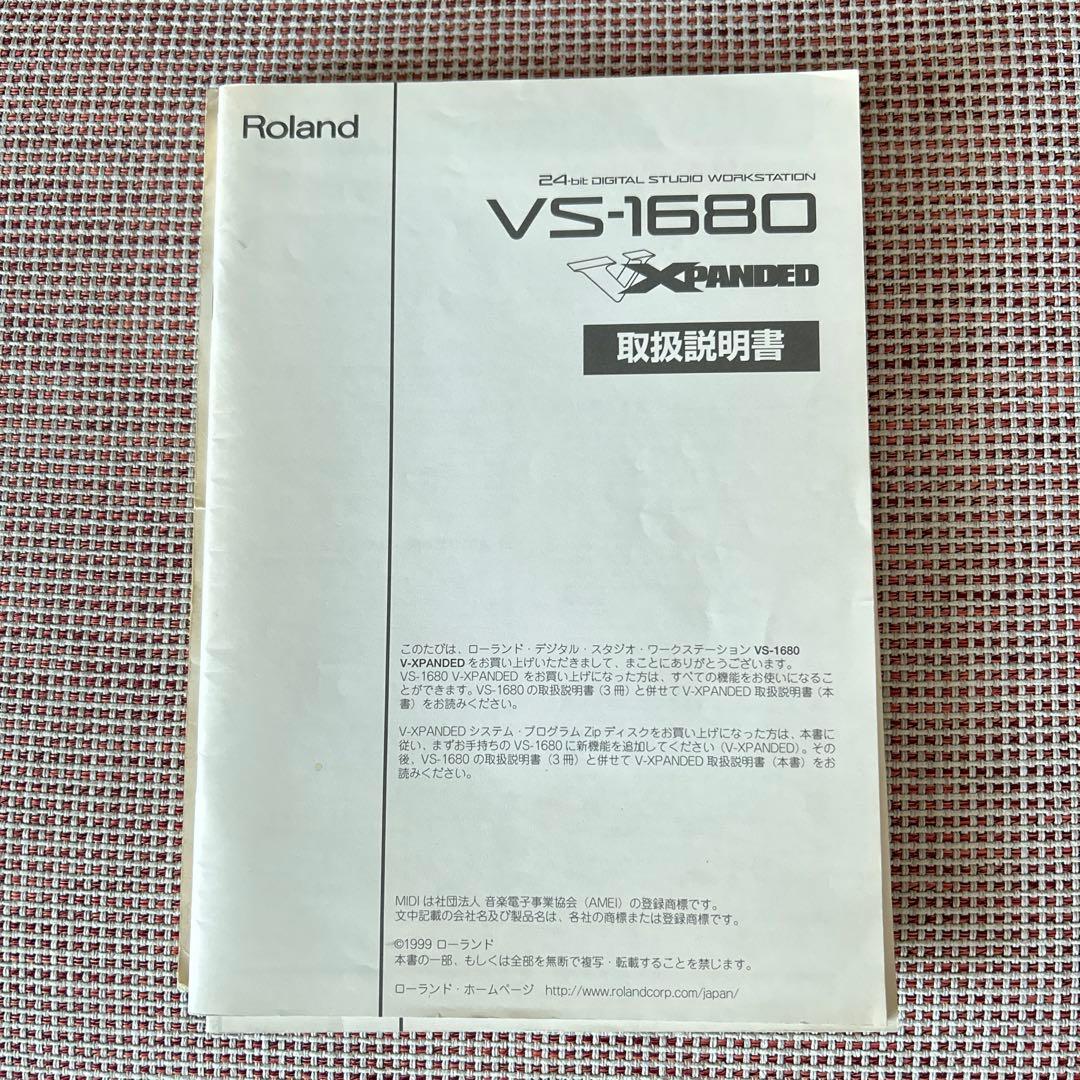 Roland
24-bit DIGITAL STUDIO WORKSTATION
VS-1680
VXPANDED
取扱説明書
このたびは、ローランド・デジタル・スタジオ・ワークステーション VS-1680
V-XPANDED をお買い上げいただきまして、まことにありがとうございます。
VS-1680 V-XPANDED をお買い上げになった方は、すべての機能をお使いになるこ
とができます。VS-1680 の取扱説明書（3 冊）と併せて V-XPANDED 取扱説明書（本
書）をお読みください。
V-XPANDED システム・プログラム Zip ディスクをお買い上げになった方は、本書に
従い、まずお手持ちの VS-1680 に新機能を追加してください（V-XPANDED）。その
後、VS-1680 の取扱説明書（3 冊）と併せて V-XPANDED 取扱説明書（本書）をお
読みください。
MIDI は社団法人 音楽電子事業協会（AMEI）の登録商標です。
文中記載の会社名及び製品名は、各社の商標または登録商標です。
©1999 ローランド
本書の一部、もしくは全部を無断で複写・転載することを禁じます。
ローランド・ホームページ http://www.rolandcorp.com/japan/